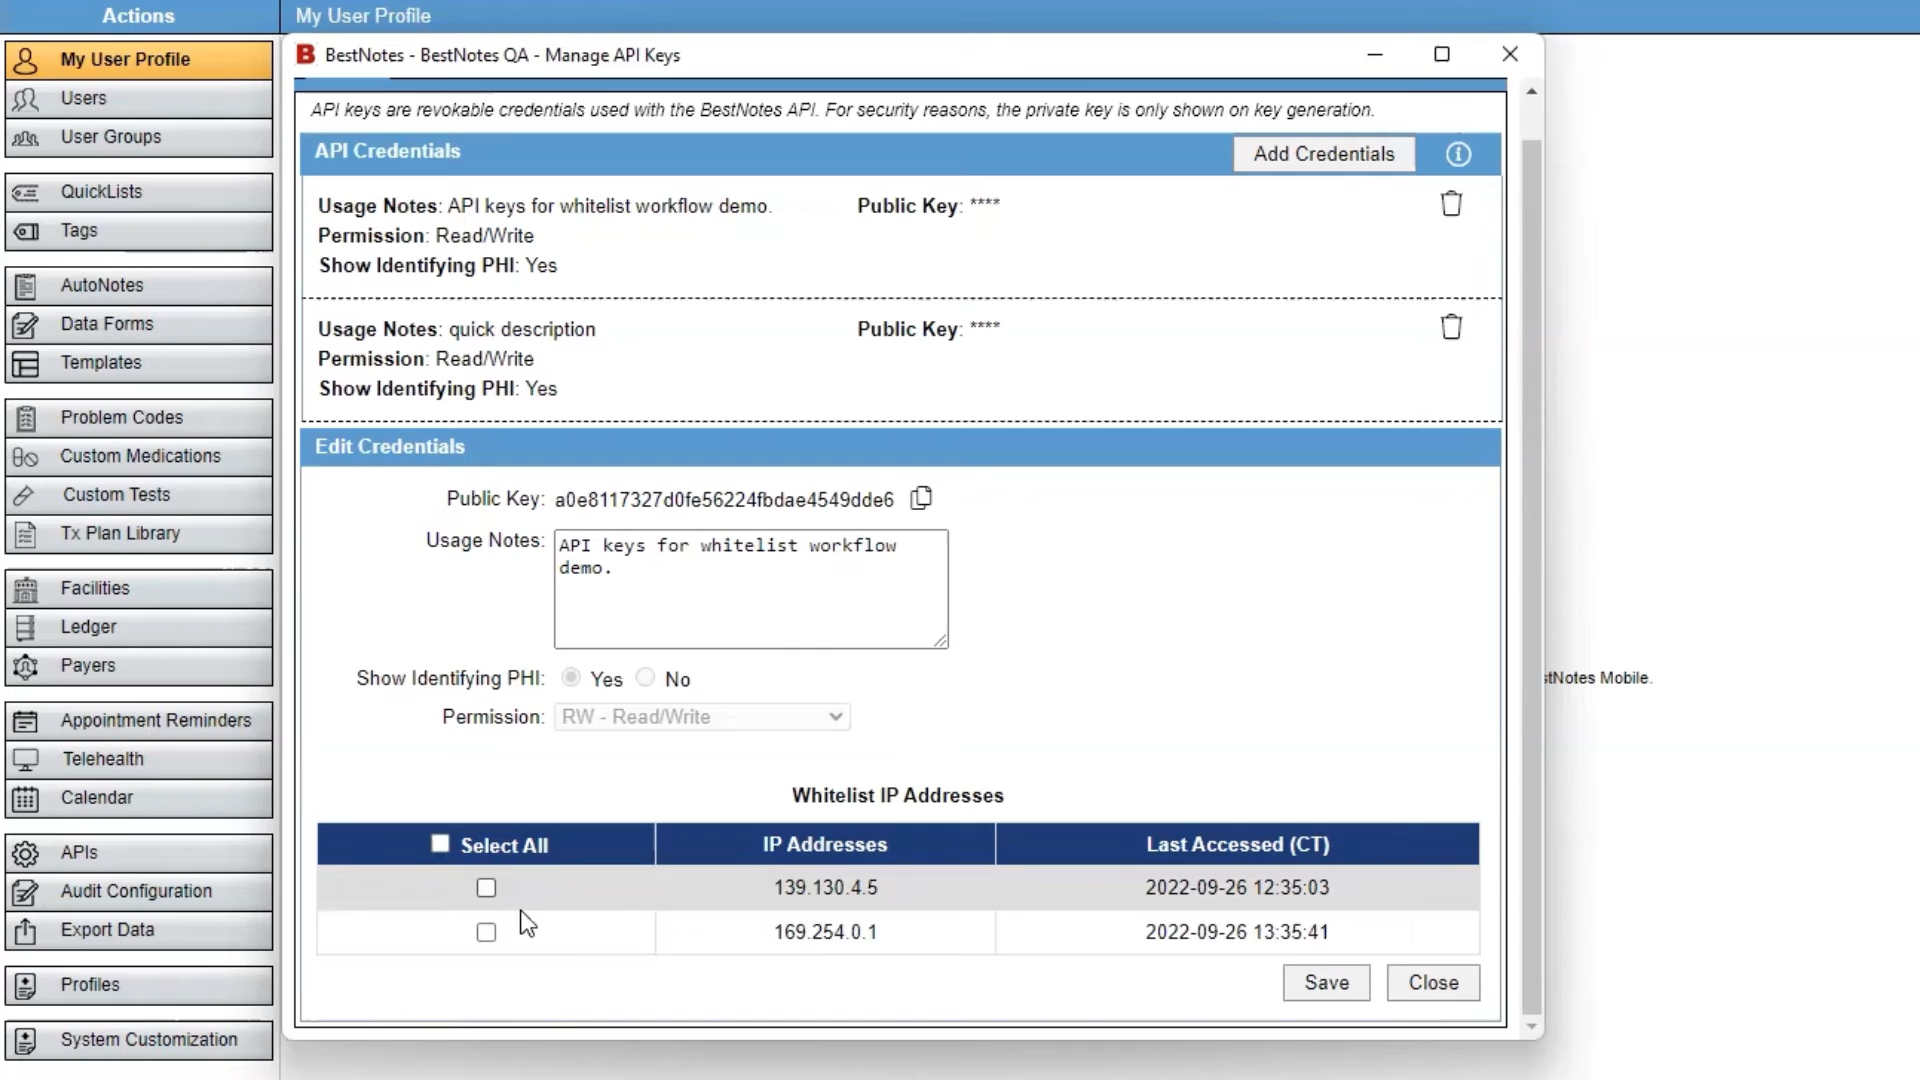 Actions
My User Profile
My User Profile
Users
User Groups
QuickLists
Tags
AutoNotes
Data Forms
Templates
Problem Codes
Custom Medications
Custom Tests
Tx Plan Library
Facilities
Ledger
Payers
Appointment Reminders
Telehealth
Calendar
APIs
Audit Configuration
Export Data
Profiles
System Customization
B BestNotes - BestNotes QA - Manage API Keys
API keys are revokable credentials used with the BestNotes API. For security reasons, the private key is only shown on key generation.
API Credentials
Add Credentials
Usage Notes: API keys for whitelist workflow demo. Public Key: ****
Permission: Read/Write
Show Identifying PHI: Yes
Usage Notes: quick description Public Key: ****
Permission: Read/Write
Show Identifying PHI: Yes
Edit Credentials
Public Key: a0e8117327d0fe56224fbdae4549dde6
Usage Notes: API keys for whitelist workflow
demo.
Show Identifying PHI: Yes No
Permission: RW - Read/Write
Whitelist IP Addresses
Select All IP Addresses Last Accessed (CT)
139.130.4.5 2022-09-26 12:35:03
169.254.0.1 2022-09-26 13:35:41
Save Close
stNotes Mobile.